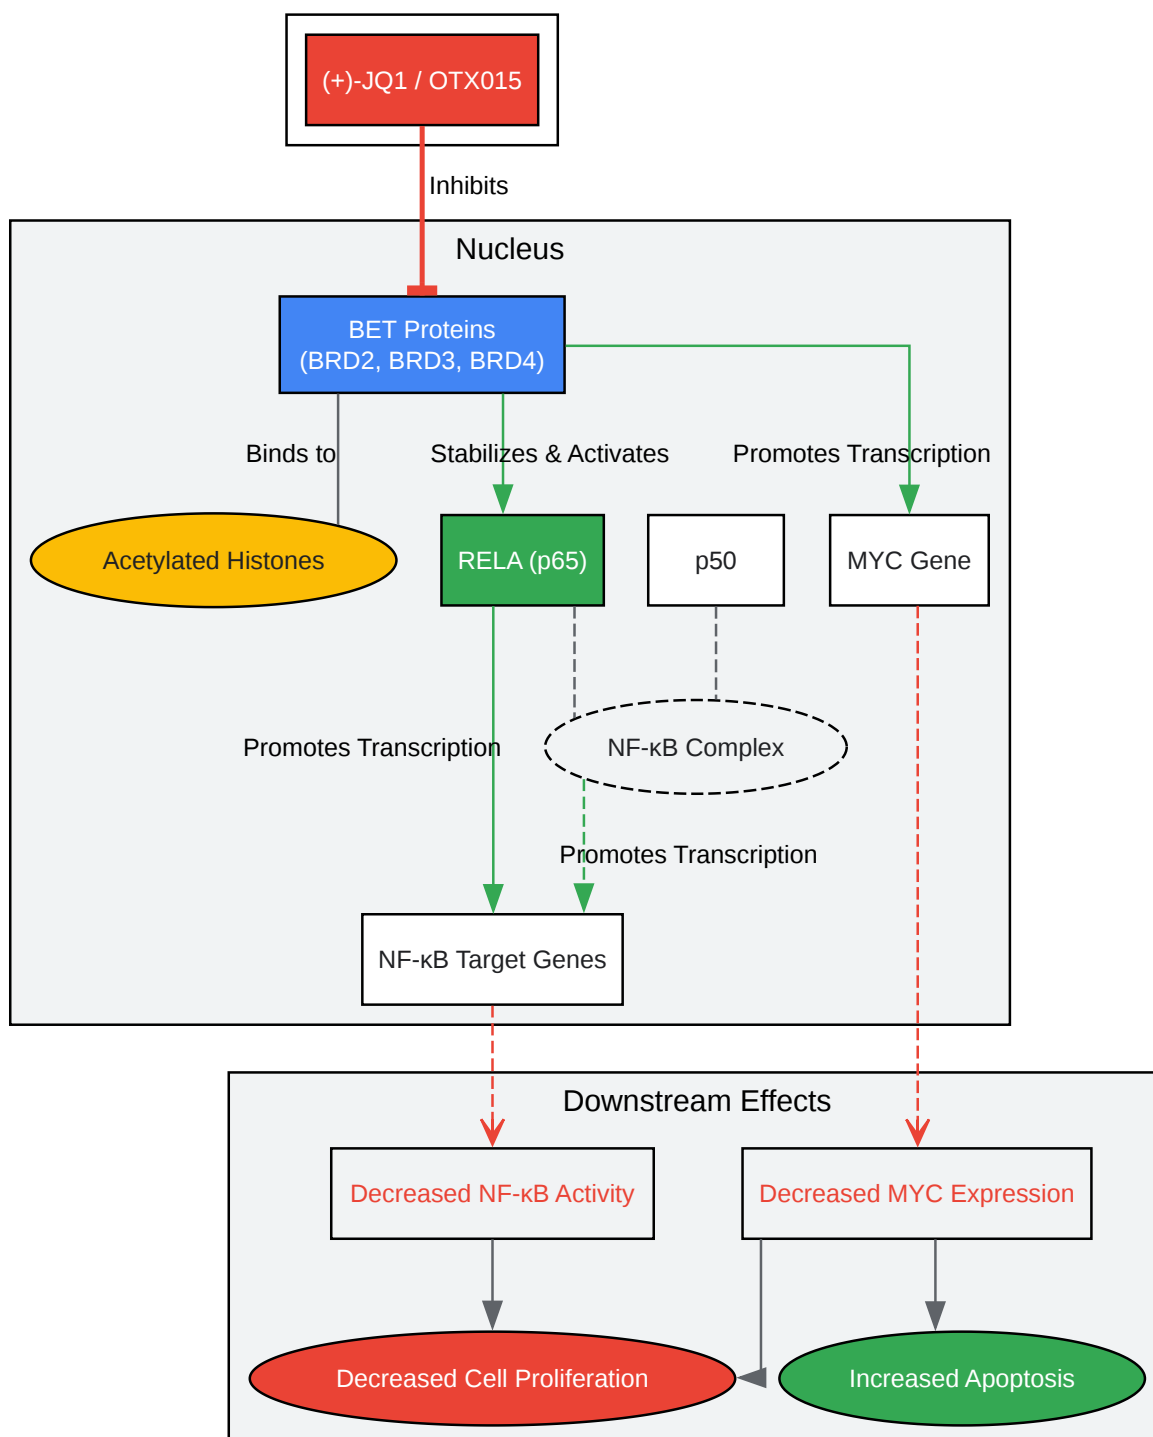 (+)-JQ1 / OTX015
Inhibits
Nucleus
BET Proteins
(BRD2, BRD3, BRD4)
Binds to
Stabilizes & Activates
Promotes Transcription
Acetylated Histones
RELA (p65)
p50
MYC Gene
Promotes Transcription
NF-κB Complex
Promotes Transcription
NF-κB Target Genes
Downstream Effects
Decreased NF-κB Activity
Decreased MYC Expression
Decreased Cell Proliferation
Increased Apoptosis